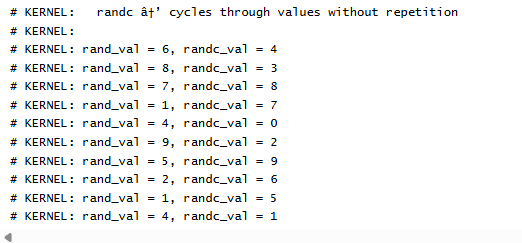 # KERNEL:   randc â†’ cycles through values without repetition
# KERNEL:
# KERNEL: rand_val = 6, randc_val = 4
# KERNEL: rand_val = 8, randc_val = 3
# KERNEL: rand_val = 7, randc_val = 8
# KERNEL: rand_val = 1, randc_val = 7
# KERNEL: rand_val = 4, randc_val = 0
# KERNEL: rand_val = 9, randc_val = 2
# KERNEL: rand_val = 5, randc_val = 9
# KERNEL: rand_val = 2, randc_val = 6
# KERNEL: rand_val = 1, randc_val = 5
# KERNEL: rand_val = 4, randc_val = 1